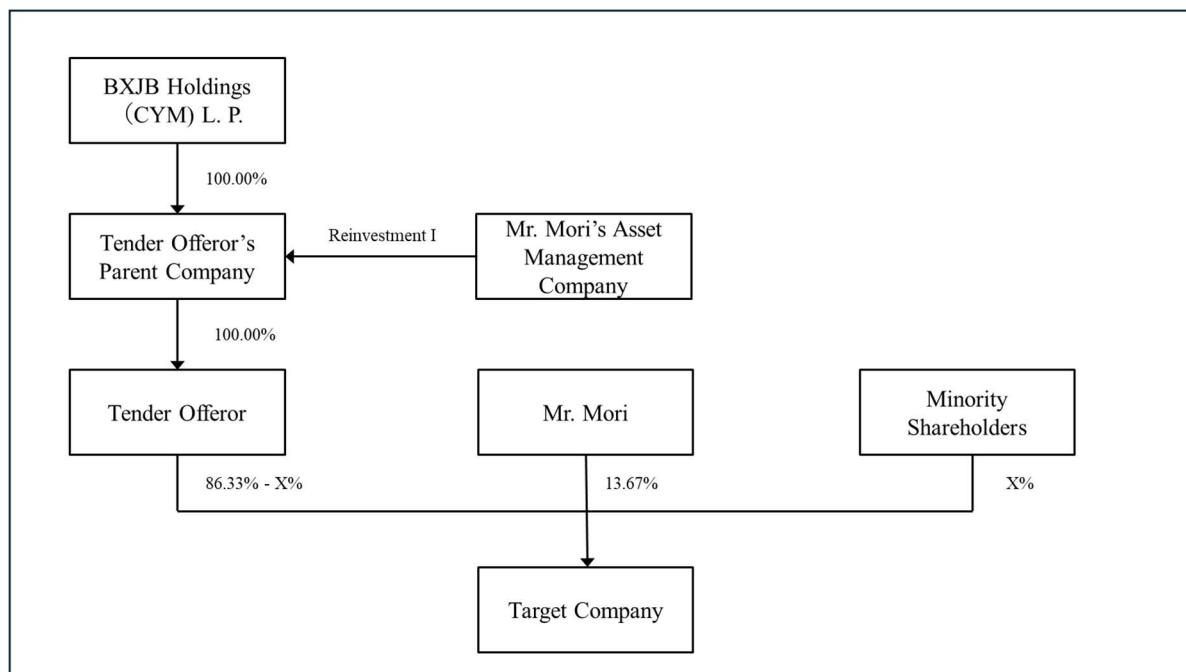 BXJB Holdings
（CYM) L. P.
100.00%
Tender Offeror’s
Parent Company
Reinvestment I
Mr. Mori’s Asset
Management
Company
100.00%
Tender Offeror
Mr. Mori
Minority
Shareholders
86.33% - X%
13.67%
X%
Target Company